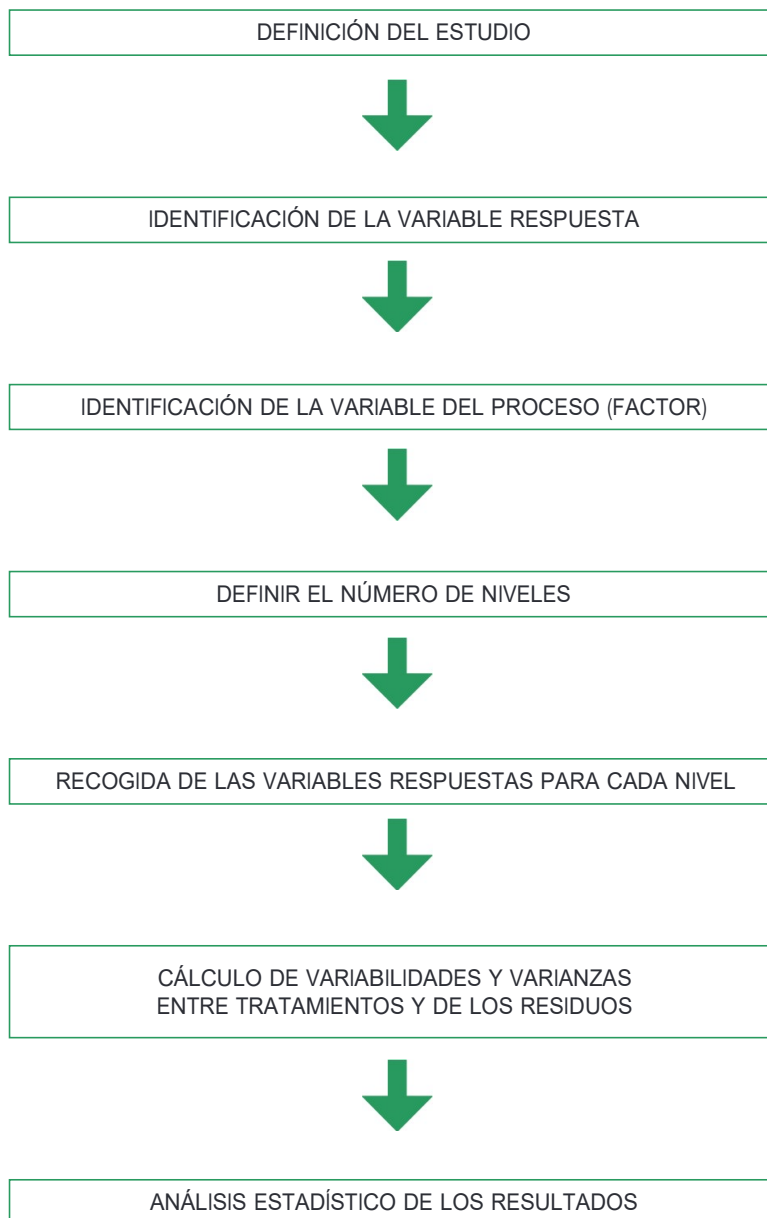 DEFINICIÓN DEL ESTUDIO
IDENTIFICACIÓN DE LA VARIABLE RESPUESTA
IDENTIFICACIÓN DE LA VARIABLE DEL PROCESO (FACTOR)
DEFINIR EL NÚMERO DE NIVELES
RECOGIDA DE LAS VARIABLES RESPUESTAS PARA CADA NIVEL
CÁLCULO DE VARIABILIDADES Y VARIANZAS
ENTRE TRATAMIENTOS Y DE LOS RESIDUOS
ANÁLISIS ESTADÍSTICO DE LOS RESULTADOS